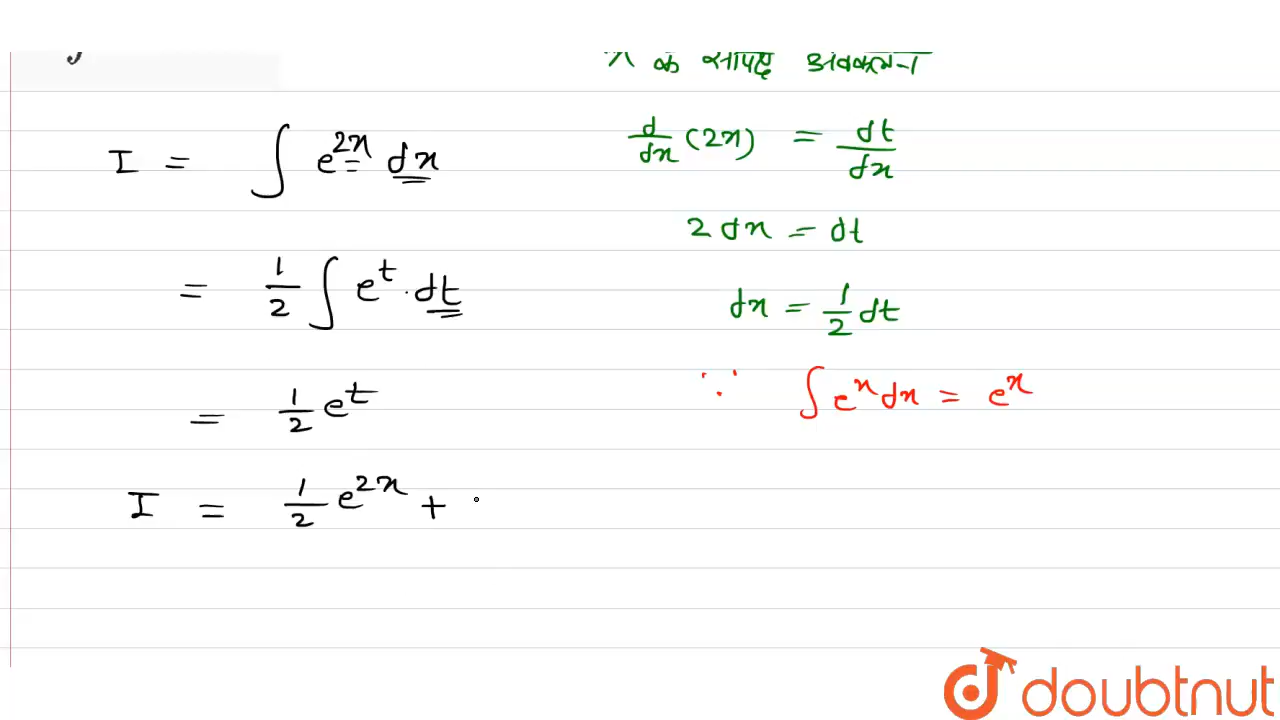 x के सापेक्ष अवकलन
I = ∫ e^{2x} dx
d/dx (2x) = dt/dx
2 dx = dt
= 1/2 ∫ e^t . dt
dx = 1/2 dt
= 1/2 e^t
∵ ∫ e^x dx = e^x
I = 1/2 e^{2x} +
doubtnut